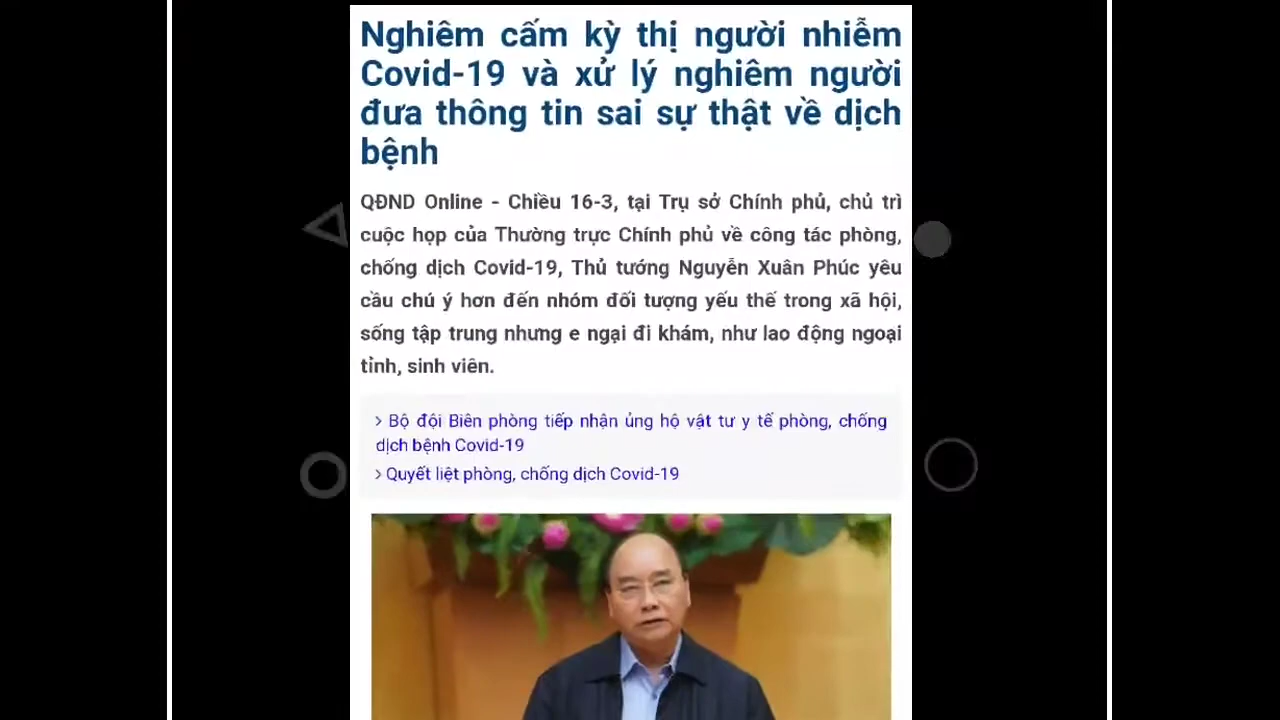 Nghiêm cấm kỳ thị người nhiễm
Covid-19 và xử lý nghiêm người
đưa thông tin sai sự thật về dịch
bệnh
QĐND Online - Chiều 16-3, tại Trụ sở Chính phủ, chủ trì
cuộc họp của Thường trực Chính phủ về công tác phòng,
chống dịch Covid-19, Thủ tướng Nguyễn Xuân Phúc yêu
cầu chú ý hơn đến nhóm đối tượng yếu thế trong xã hội,
sống tập trung nhưng e ngại đi khám, như lao động ngoại
tỉnh, sinh viên.
> Bộ đội Biên phòng tiếp nhận ủng hộ vật tư y tế phòng, chống
dịch bệnh Covid-19
> Quyết liệt phòng, chống dịch Covid-19